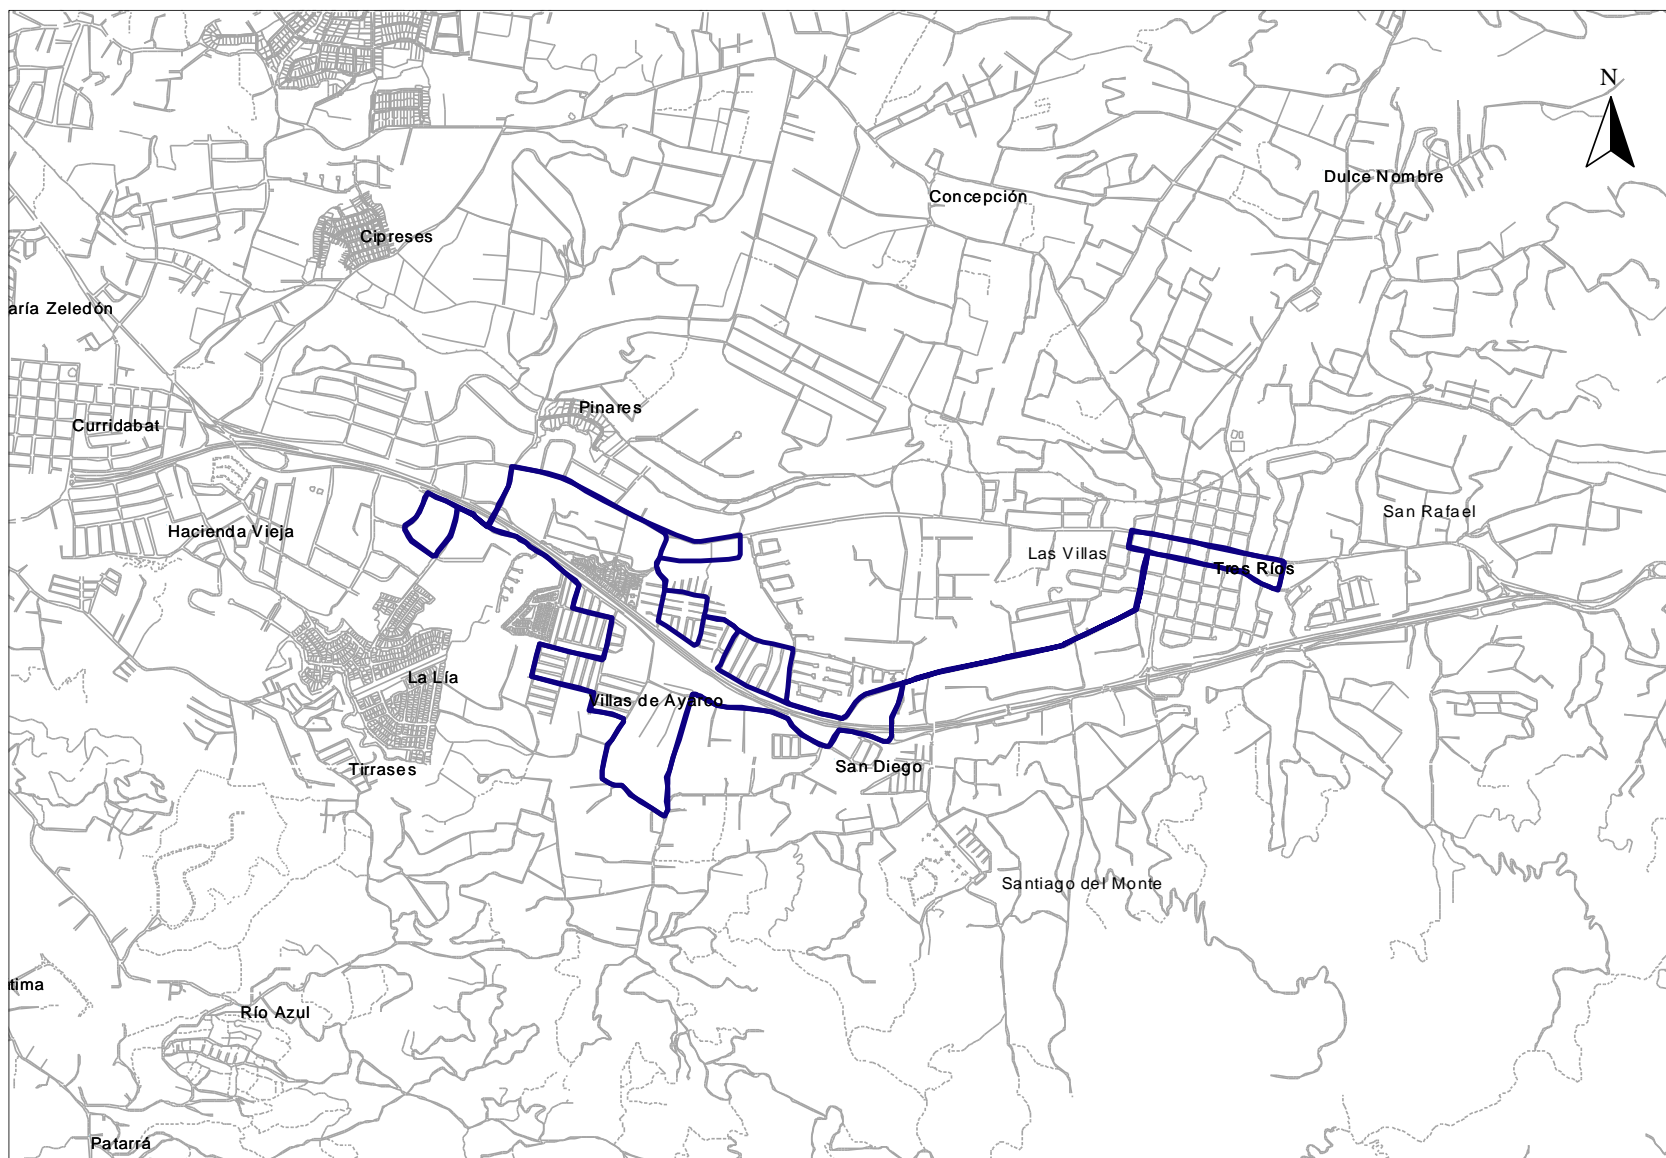 N
Dulce Nombre
Concepción
Cipreses
aría Zeledón
Pinares
Curridabat
San Rafael
Hacienda Vieja
Las Villas
Tres Ríos
La Lía
Villas de Ayarco
San Diego
Tirrases
Santiago del Monte
tima
Río Azul
Patarrá